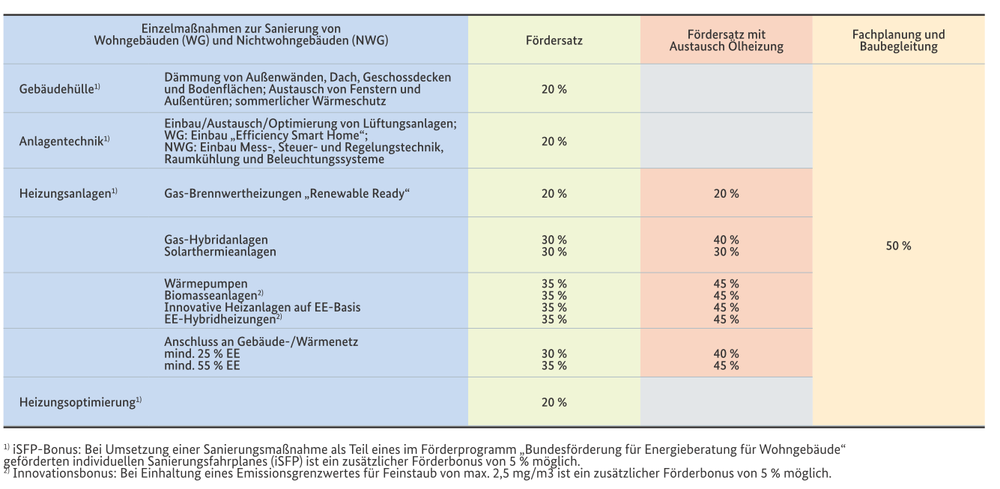 Einzelmaßnahmen zur Sanierung von
Wohngebäuden (WG) und Nichtwohngebäuden (NWG)
Fördersatz
Fördersatz mit
Austausch Ölheizung
Fachplanung und
Baubegleitung
Gebäudehülle1)
Dämmung von Außenwänden, Dach, Geschossdecken
und Bodenflächen; Austausch von Fenstern und
Außentüren; sommerlicher Wärmeschutz
20 %
Anlagentechnik1)
Einbau/Austausch/Optimierung von Lüftungsanlagen;
WG: Einbau „Efficiency Smart Home“;
NWG: Einbau Mess-, Steuer- und Regelungstechnik,
Raumkühlung und Beleuchtungssysteme
20 %
Heizungsanlagen1)
Gas-Brennwertheizungen „Renewable Ready“
20 %
20 %
Gas-Hybridanlagen 30 % 40 %
Solarthermieanlagen 30 % 30 %
50 %
Wärmepumpen 35 % 45 %
Biomasseanlagen2) 35 % 45 %
Innovative Heizanlagen auf EE-Basis 35 % 45 %
EE-Hybridheizungen2) 35 % 45 %
Anschluss an Gebäude-/Wärmenetz
mind. 25 % EE 30 % 40 %
mind. 55 % EE 35 % 45 %
Heizungsoptimierung1)
20 %
1) iSFP-Bonus: Bei Umsetzung einer Sanierungsmaßnahme als Teil eines im Förderprogramm „Bundesförderung für Energieberatung für Wohngebäude“
geförderten individuellen Sanierungsfahrplanes (iSFP) ist ein zusätzlicher Förderbonus von 5 % möglich.
2) Innovationsbonus: Bei Einhaltung eines Emissionsgrenzwertes für Feinstaub von max. 2,5 mg/m3 ist ein zusätzlicher Förderbonus von 5 % möglich.